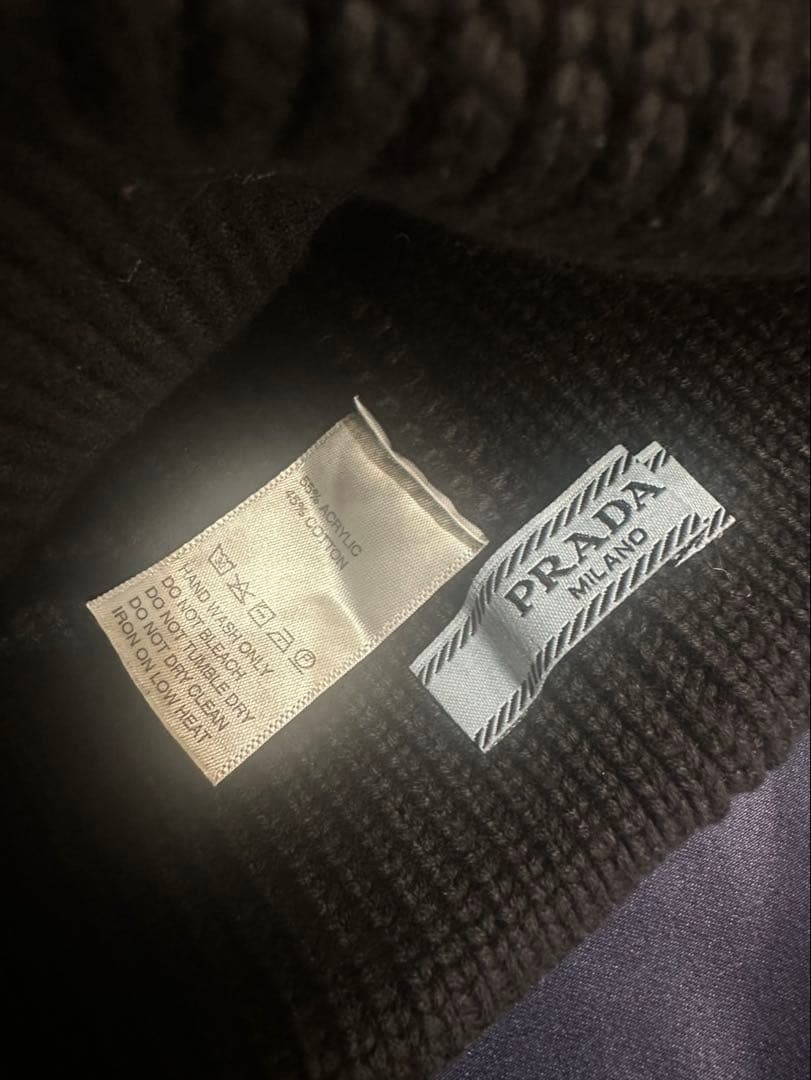 55% ACRYLIC
45% COTTON
HAND WASH ONLY
DO NOT BLEACH
DO NOT TUMBLE DRY
DO NOT DRY CLEAN
IRON ON LOW HEAT
PRADA
MILANO